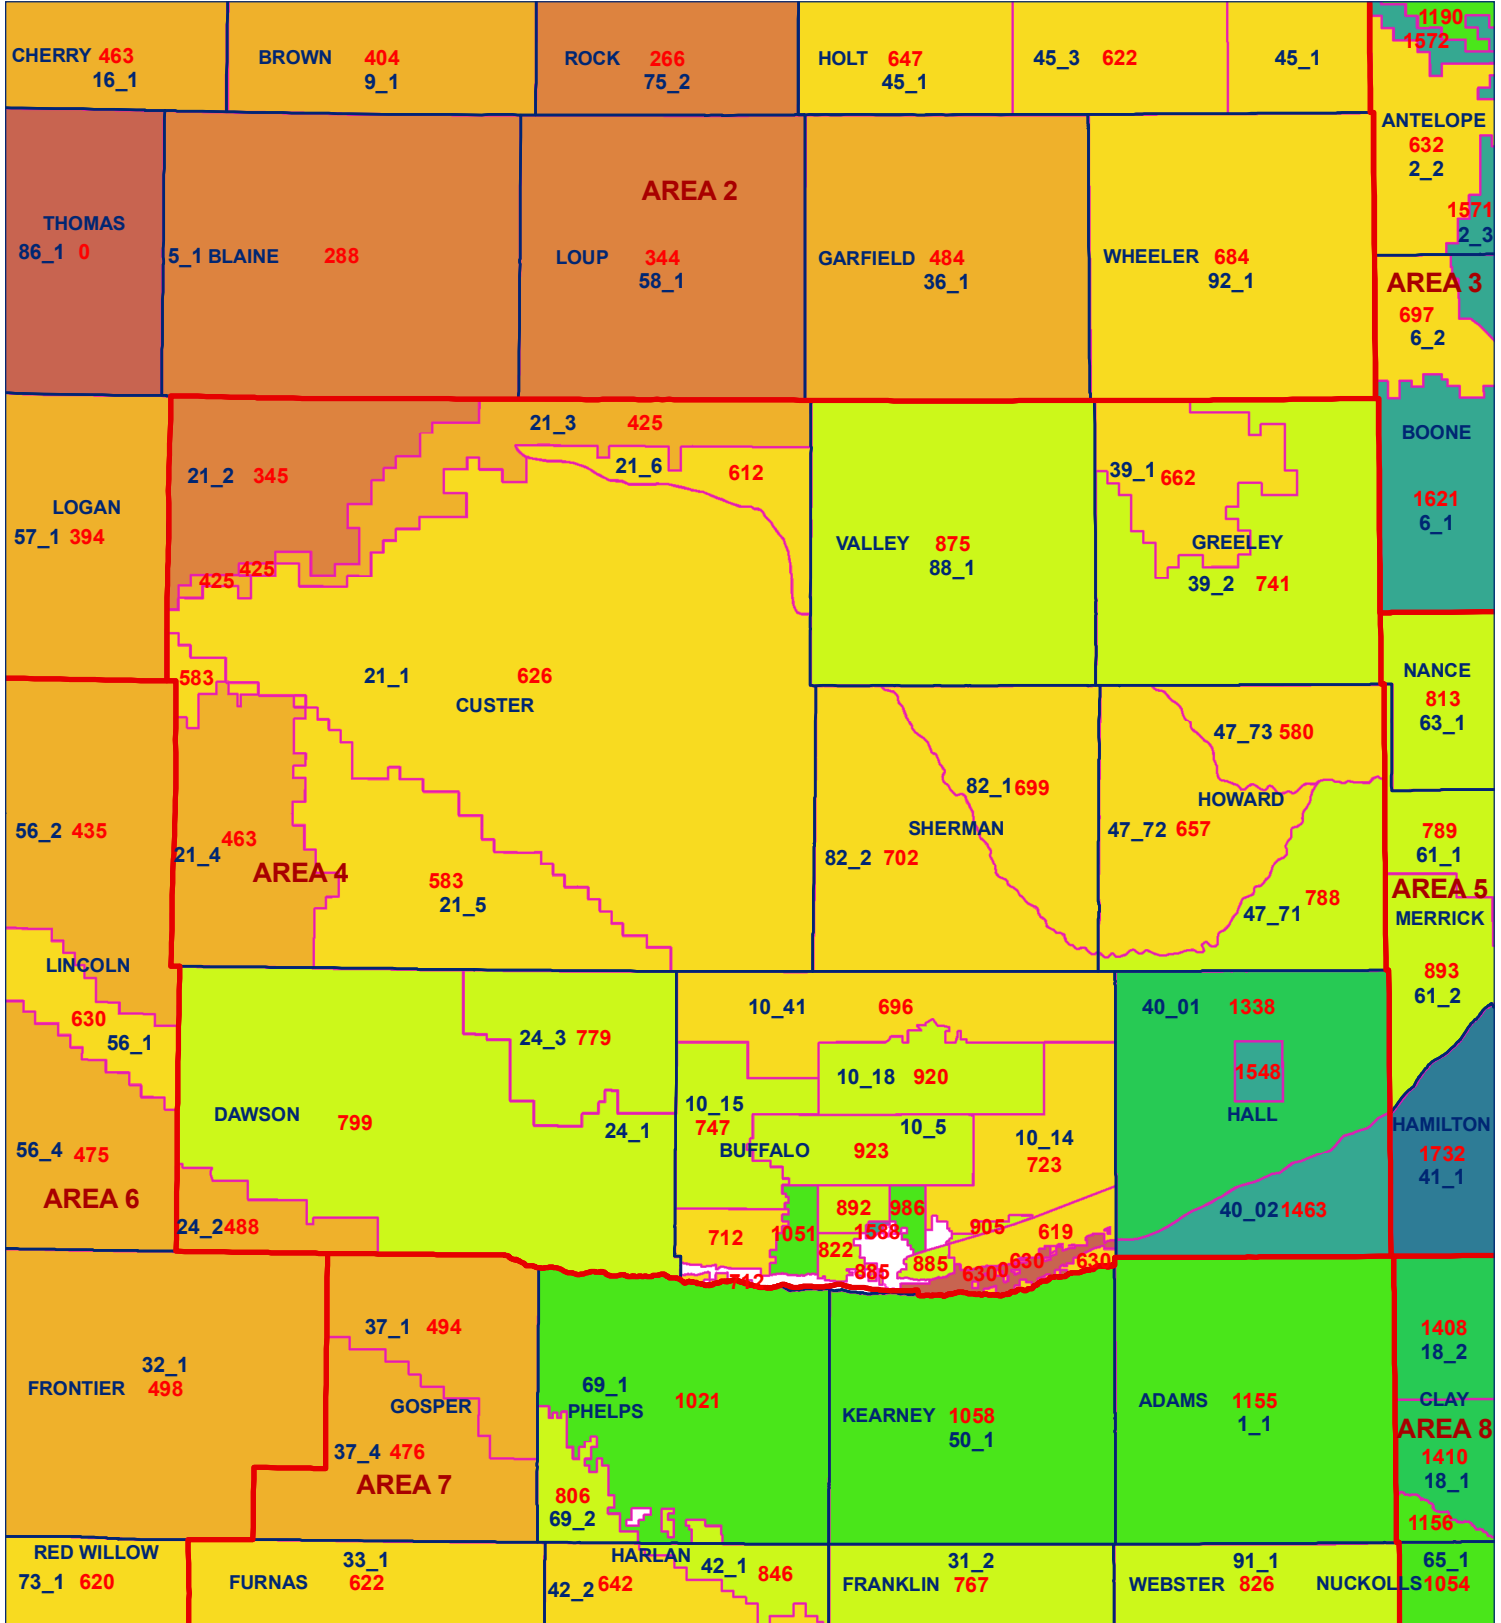 CHERRY 463
16_1
BROWN 404
9_1
ROCK 266
75_2
HOLT 647
45_1
45_3 622
45_1
1190
1572
ANTELOPE
632
2_2
1571
2_3
THOMAS
86_1 0
5_1 BLAINE 288
AREA 2
LOUP 344
58_1
GARFIELD 484
36_1
WHEELER 684
92_1
AREA 3
697
6_2
BOONE
1621
6_1
LOGAN
57_1 394
21_2 345
21_3 425
21_6 612
425
425
VALLEY 875
88_1
39_1 662
GREELEY
39_2 741
583
21_1 626
CUSTER
NANCE
813
63_1
47_73 580
82_1 699
HOWARD
SHERMAN
47_72 657
82_2 702
47_71 788
56_2 435
463
21_4
AREA 4
583
21_5
789
61_1
AREA 5
MERRICK
893
61_2
LINCOLN
630
56_1
56_4 475
AREA 6
24_3 779
DAWSON 799
24_1
24_2 488
10_41 696
10_18 920
10_15
747
10_5
BUFFALO 923
10_14
723
892 986
712 1051 1588 905 619
822 885
885
630 0 630 630
712
40_01 1338
1548
HALL
40_02 1463
HAMILTON
1732
41_1
37_1 494
32_1
FRONTIER 498
GOSPER
37_4 476
AREA 7
69_1
PHELPS 1021
806
69_2
KEARNEY 1058
50_1
ADAMS 1155
1_1
1408
18_2
CLAY
AREA 8
1410
18_1
1156
RED WILLOW
73_1 620
33_1
FURNAS 622
HARLAN
42_2 642
42_1 846
31_2
FRANKLIN 767
91_1
WEBSTER 826
65_1
NUCKOLLS 1054